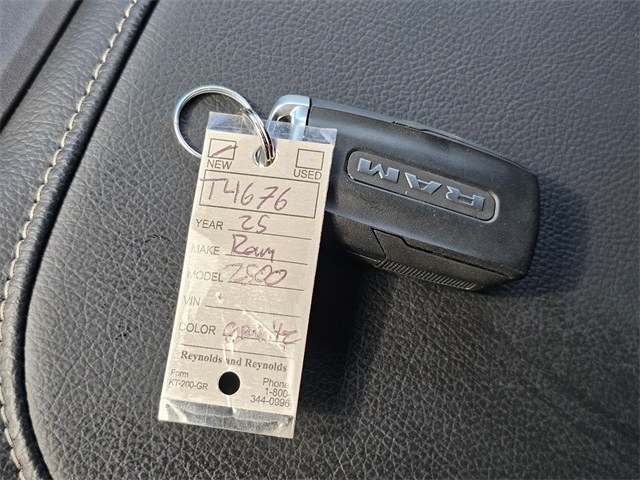 NEW USED
T4676
YEAR 25
MAKE Ram
MODEL 2500
VIN
COLOR
Reynolds and Reynolds
Form
KT-200-GR
Phone
1-800-
344-0996
RAM